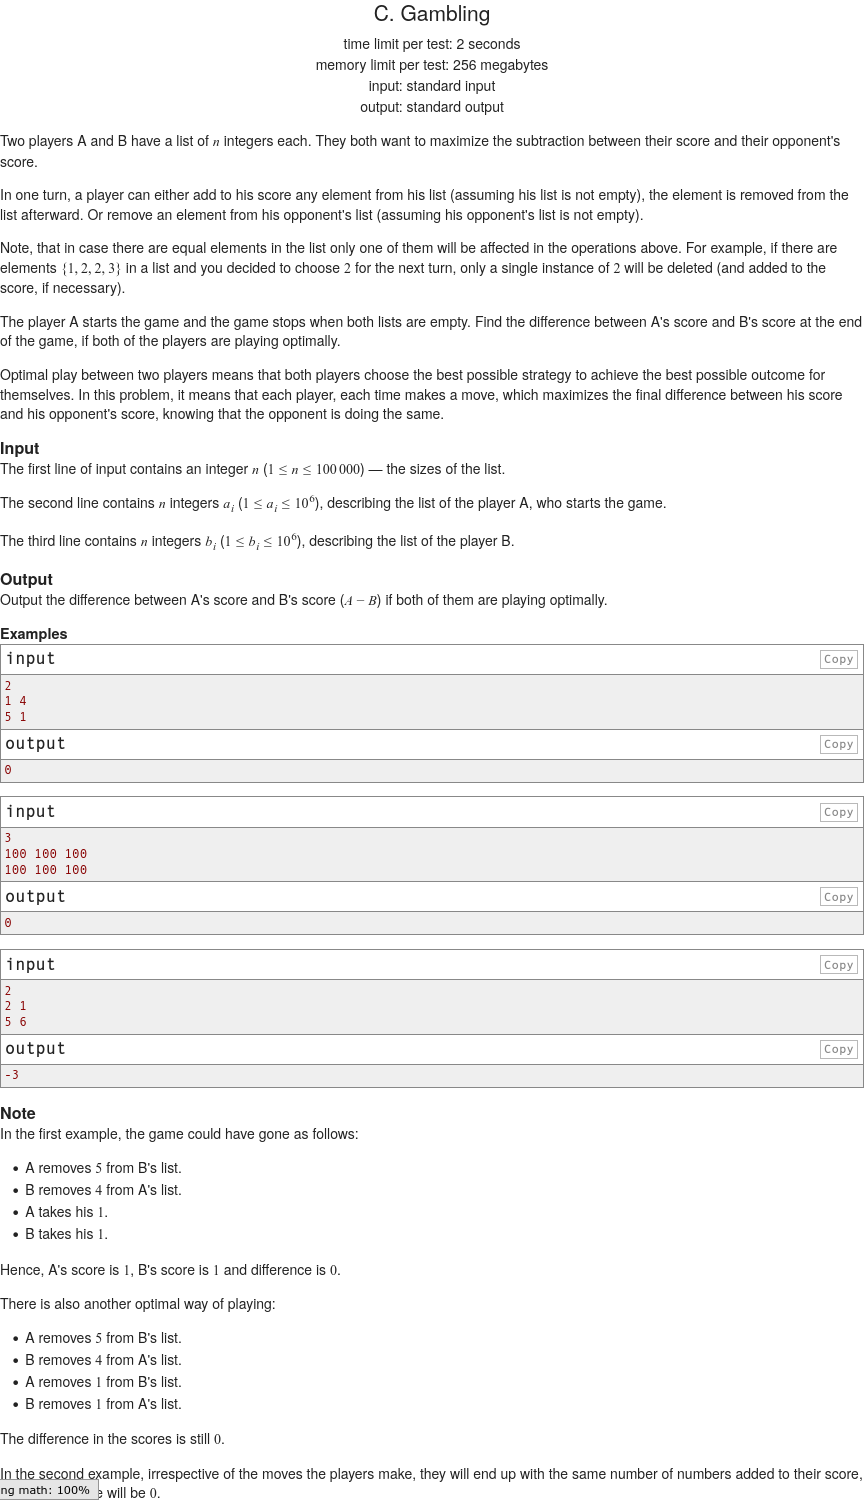 C. Gambling
time limit per test: 2 seconds
memory limit per test: 256 megabytes
input: standard input
output: standard output
Two players A and B have a list of n integers each. They both want to maximize the subtraction between their score and their opponent's
score.
In one turn, a player can either add to his score any element from his list (assuming his list is not empty), the element is removed from the
list afterward. Or remove an element from his opponent's list (assuming his opponent's list is not empty).
Note, that in case there are equal elements in the list only one of them will be affected in the operations above. For example, if there are
elements {1, 2, 2, 3} in a list and you decided to choose 2 for the next turn, only a single instance of 2 will be deleted (and added to the
score, if necessary).
The player A starts the game and the game stops when both lists are empty. Find the difference between A's score and B's score at the end
of the game, if both of the players are playing optimally.
Optimal play between two players means that both players choose the best possible strategy to achieve the best possible outcome for
themselves. In this problem, it means that each player, each time makes a move, which maximizes the final difference between his score
and his opponent's score, knowing that the opponent is doing the same.
Input
The first line of input contains an integer n (1 ≤ n ≤ 100 000) — the sizes of the list.
The second line contains n integers a_i (1 ≤ a_i ≤ 10^6), describing the list of the player A, who starts the game.
The third line contains n integers b_i (1 ≤ b_i ≤ 10^6), describing the list of the player B.
Output
Output the difference between A's score and B's score (A − B) if both of them are playing optimally.
Examples
input Copy
2
1 4
5 1
output Copy
0
input Copy
3
100 100 100
100 100 100
output Copy
0
input Copy
2
2 1
5 6
output Copy
-3
Note
In the first example, the game could have gone as follows:
• A removes 5 from B's list.
• B removes 4 from A's list.
• A takes his 1.
• B takes his 1.
Hence, A's score is 1, B's score is 1 and difference is 0.
There is also another optimal way of playing:
• A removes 5 from B's list.
• B removes 4 from A's list.
• A removes 1 from B's list.
• B removes 1 from A's list.
The difference in the scores is still 0.
In the second example, irrespective of the moves the players make, they will end up with the same number of numbers added to their score,
ng math: 100% e will be 0.